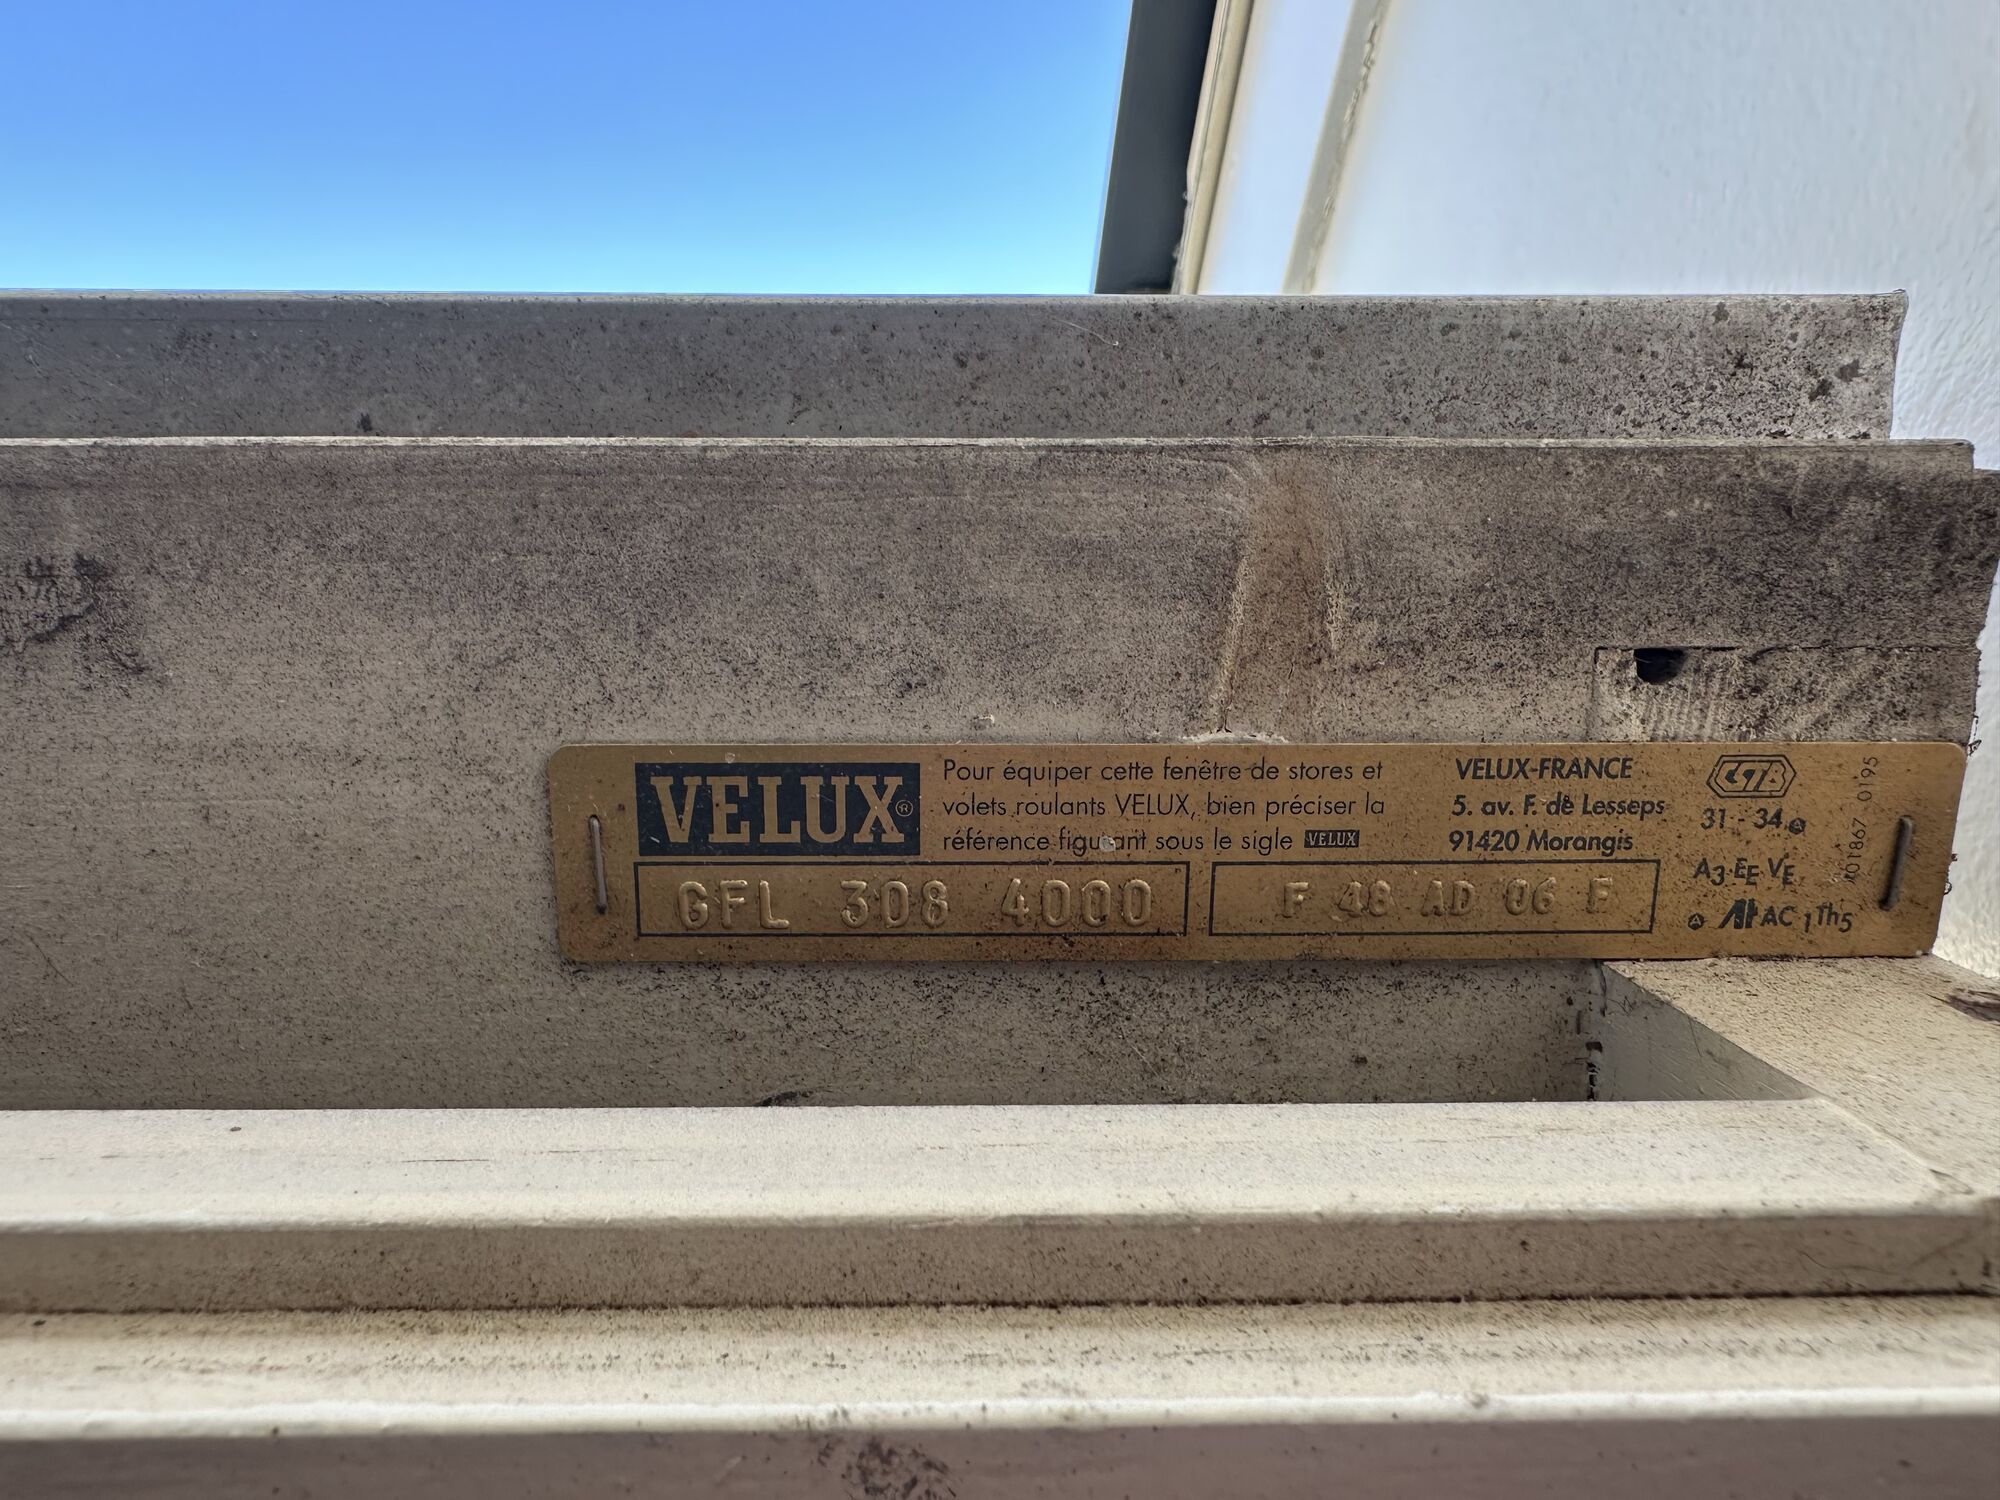 VELUX®
Pour équiper cette fenêtre de stores et
volets roulants VELUX, bien préciser la
référence figurant sous le sigle VELUX
VELUX-FRANCE
5. av. F. de Lesseps
91420 Morangis
CSTB
31 - 34
A3 EE VE
AC 1 Th5
401867 0195
GFL 308 4000
F 48 AD 06 F